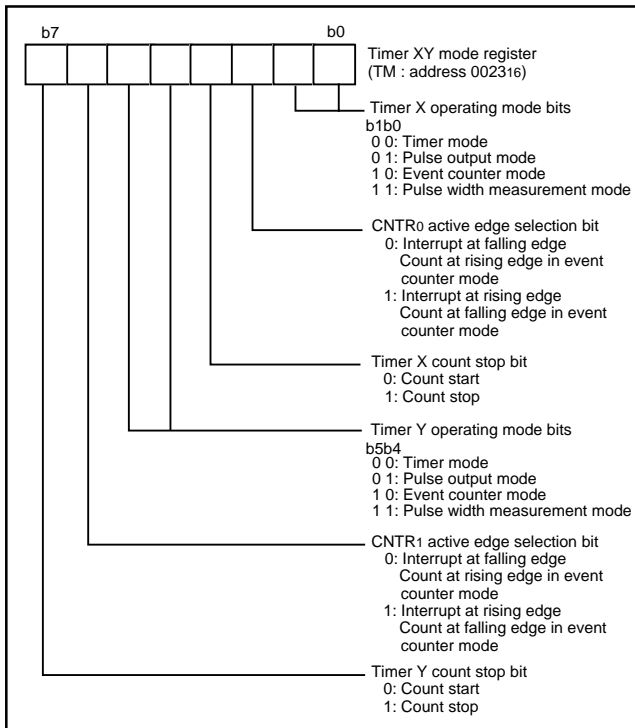 b7 b0
Timer XY mode register
(TM : address 002316)
Timer X operating mode bits
b1b0
0 0: Timer mode
0 1: Pulse output mode
1 0: Event counter mode
1 1: Pulse width measurement mode
CNTR0 active edge selection bit
0: Interrupt at falling edge
Count at rising edge in event
counter mode
1: Interrupt at rising edge
Count at falling edge in event
counter mode
Timer X count stop bit
0: Count start
1: Count stop
Timer Y operating mode bits
b5b4
0 0: Timer mode
0 1: Pulse output mode
1 0: Event counter mode
1 1: Pulse width measurement mode
CNTR1 active edge selection bit
0: Interrupt at falling edge
Count at rising edge in event
counter mode
1: Interrupt at rising edge
Count at falling edge in event
counter mode
Timer Y count stop bit
0: Count start
1: Count stop